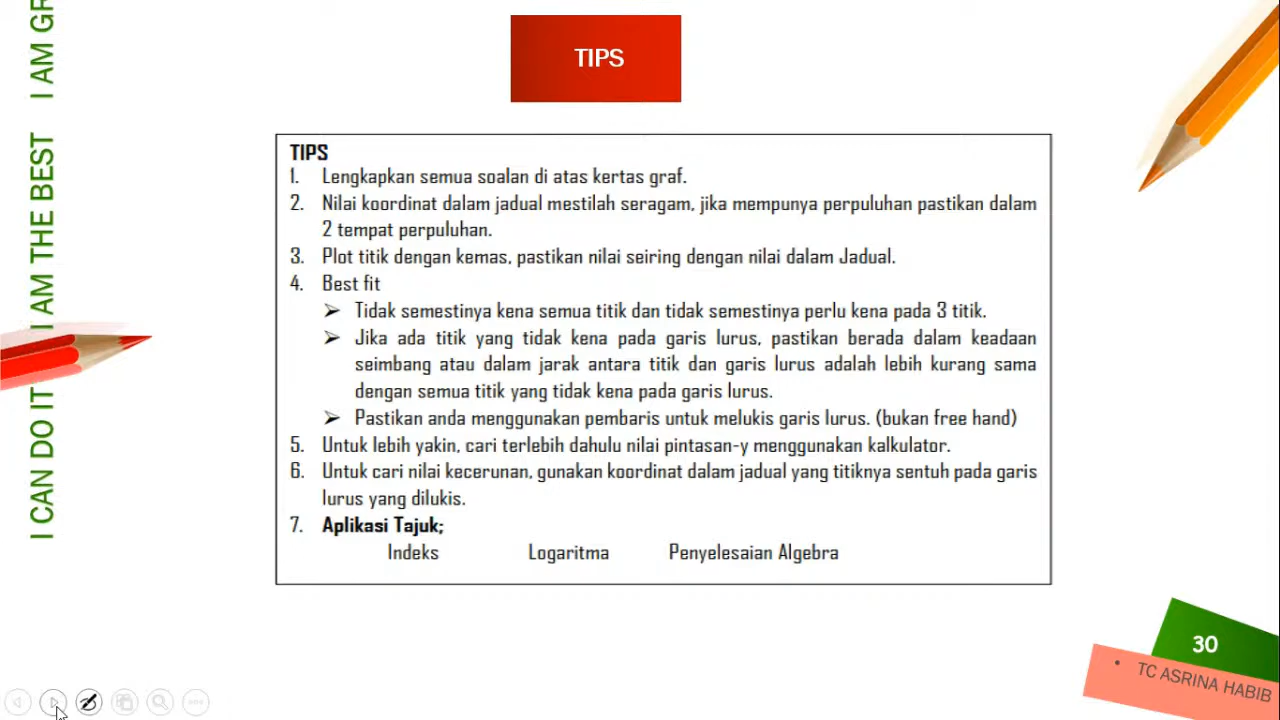 TIPS
TIPS
1. Lengkapkan semua soalan di atas kertas graf.
2. Nilai koordinat dalam jadual mestilah seragam, jika mempunya perpuluhan pastikan dalam
2 tempat perpuluhan.
3. Plot titik dengan kemas, pastikan nilai seiring dengan nilai dalam Jadual.
4. Best fit
➢ Tidak semestinya kena semua titik dan tidak semestinya perlu kena pada 3 titik.
➢ Jika ada titik yang tidak kena pada garis lurus, pastikan berada dalam keadaan
seimbang atau dalam jarak antara titik dan garis lurus adalah lebih kurang sama
dengan semua titik yang tidak kena pada garis lurus.
➢ Pastikan anda menggunakan pembaris untuk melukis garis lurus. (bukan free hand)
5. Untuk lebih yakin, cari terlebih dahulu nilai pintasan-y menggunakan kalkulator.
6. Untuk cari nilai kecerunan, gunakan koordinat dalam jadual yang titiknya sentuh pada garis
lurus yang dilukis.
7. Aplikasi Tajuk;
Indeks Logaritma Penyelesaian Algebra
I CAN DO IT I AM THE BEST I AM GR
30
• TC ASRINA HABIB